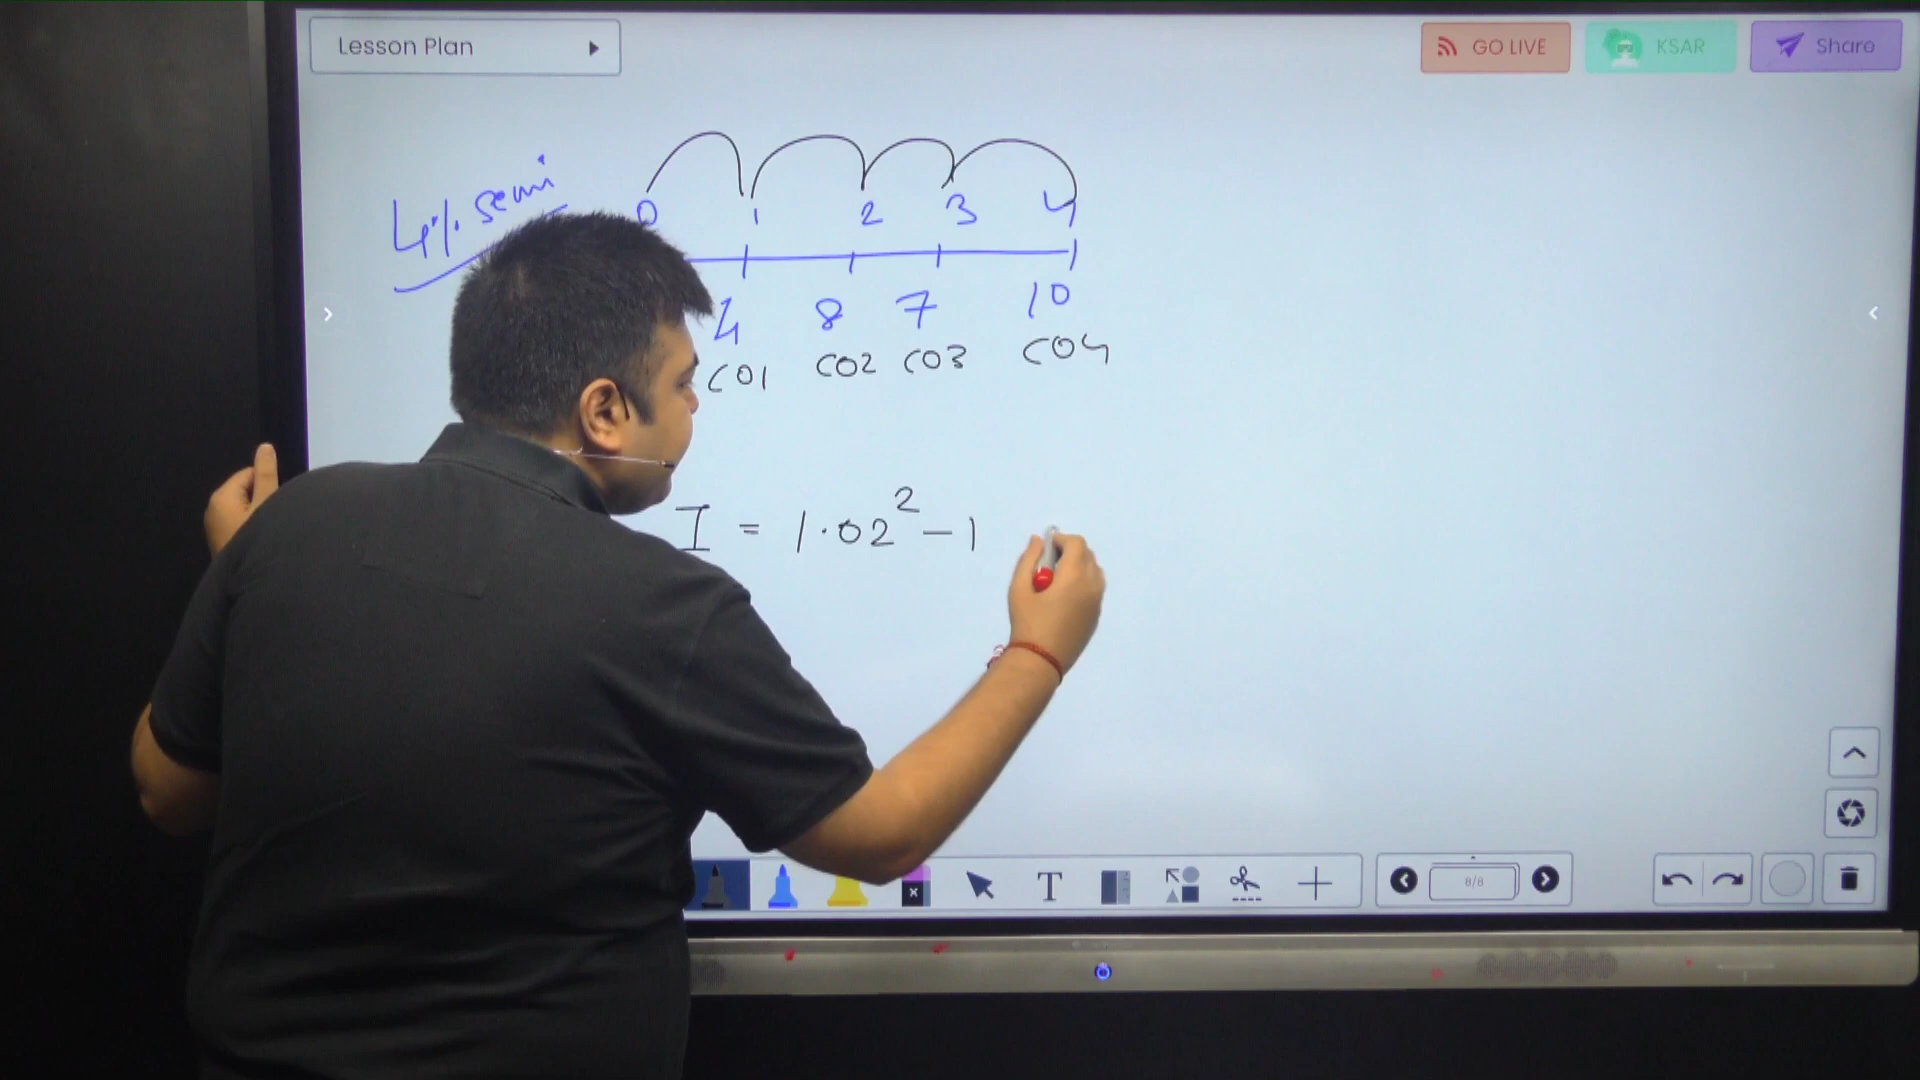 Lesson Plan
GO LIVE
KSAR
Share
4% semi
0 1 2 3 4
4 8 7 10
CO1 CO2 CO3 CO4
I = 1.02² - 1
T
8/8